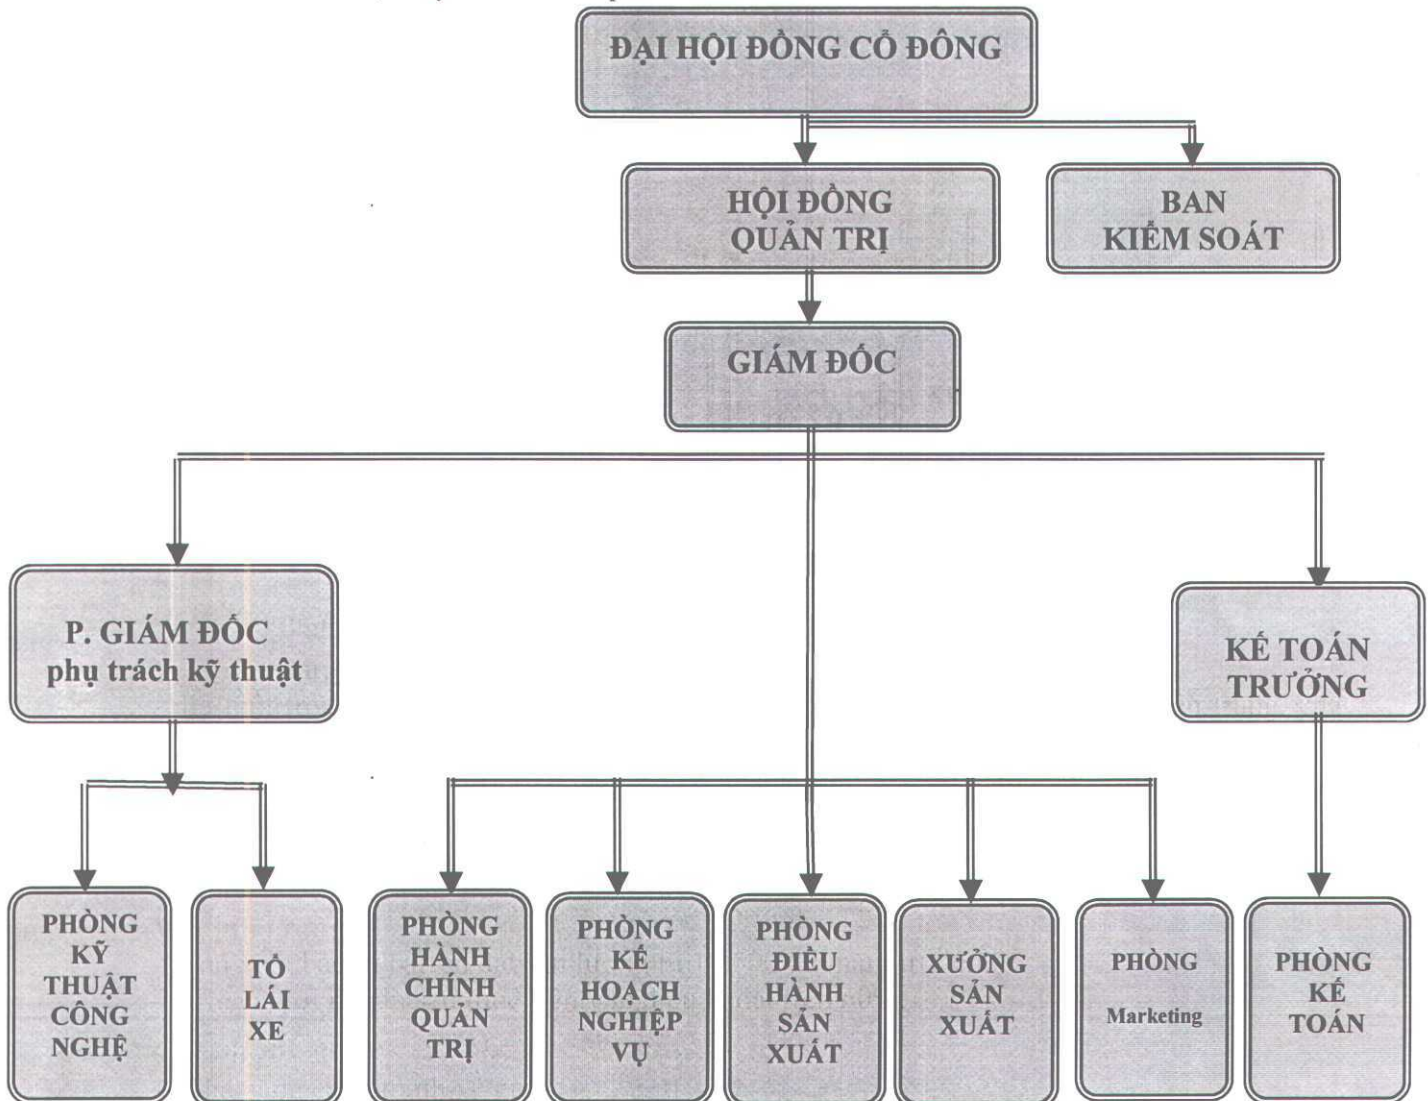 ĐẠI HỘI ĐỒNG CỔ ĐÔNG
HỘI ĐỒNG
QUẢN TRỊ
BAN
KIỂM SOÁT
GIÁM ĐỐC
P. GIÁM ĐỐC
phụ trách kỹ thuật
KẾ TOÁN
TRƯỞNG
PHÒNG
KỸ
THUẬT
CÔNG
NGHỆ
TỔ
LÁI
XE
PHÒNG
HÀNH
CHÍNH
QUẢN
TRỊ
PHÒNG
KẾ
HOẠCH
NGHIỆP
VỤ
PHÒNG
ĐIỀU
HÀNH
SẢN
XUẤT
XƯỞNG
SẢN
XUẤT
PHÒNG
Marketing
PHÒNG
KẾ
TOÁN